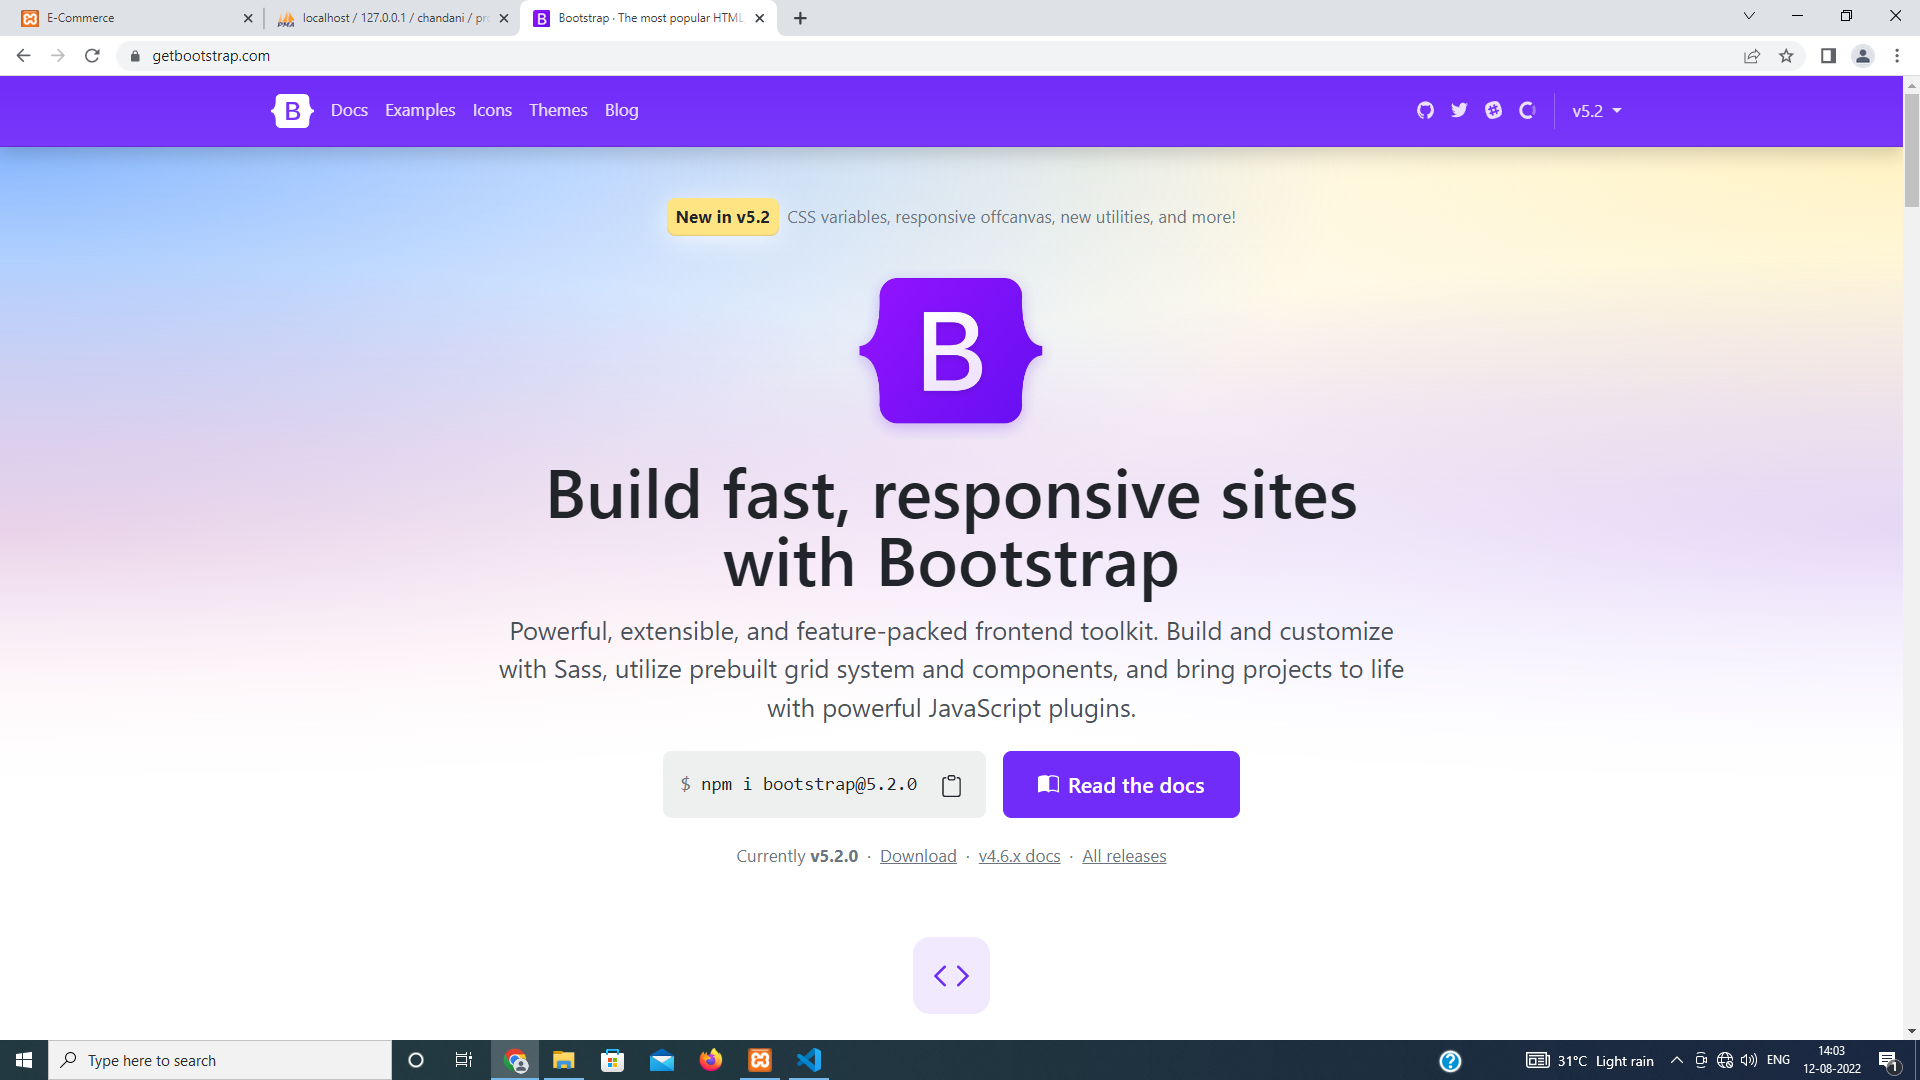 E-Commerce
localhost / 127.0.0.1 / chandani / pro
Bootstrap · The most popular HTML,
getbootstrap.com
B Docs Examples Icons Themes Blog v5.2
New in v5.2 CSS variables, responsive offcanvas, new utilities, and more!
B
Build fast, responsive sites
with Bootstrap
Powerful, extensible, and feature-packed frontend toolkit. Build and customize
with Sass, utilize prebuilt grid system and components, and bring projects to life
with powerful JavaScript plugins.
$ npm i bootstrap@5.2.0 Read the docs
Currently v5.2.0 · Download · v4.6.x docs · All releases
Type here to search
31°C Light rain
ENG
14:03
12-08-2022
1